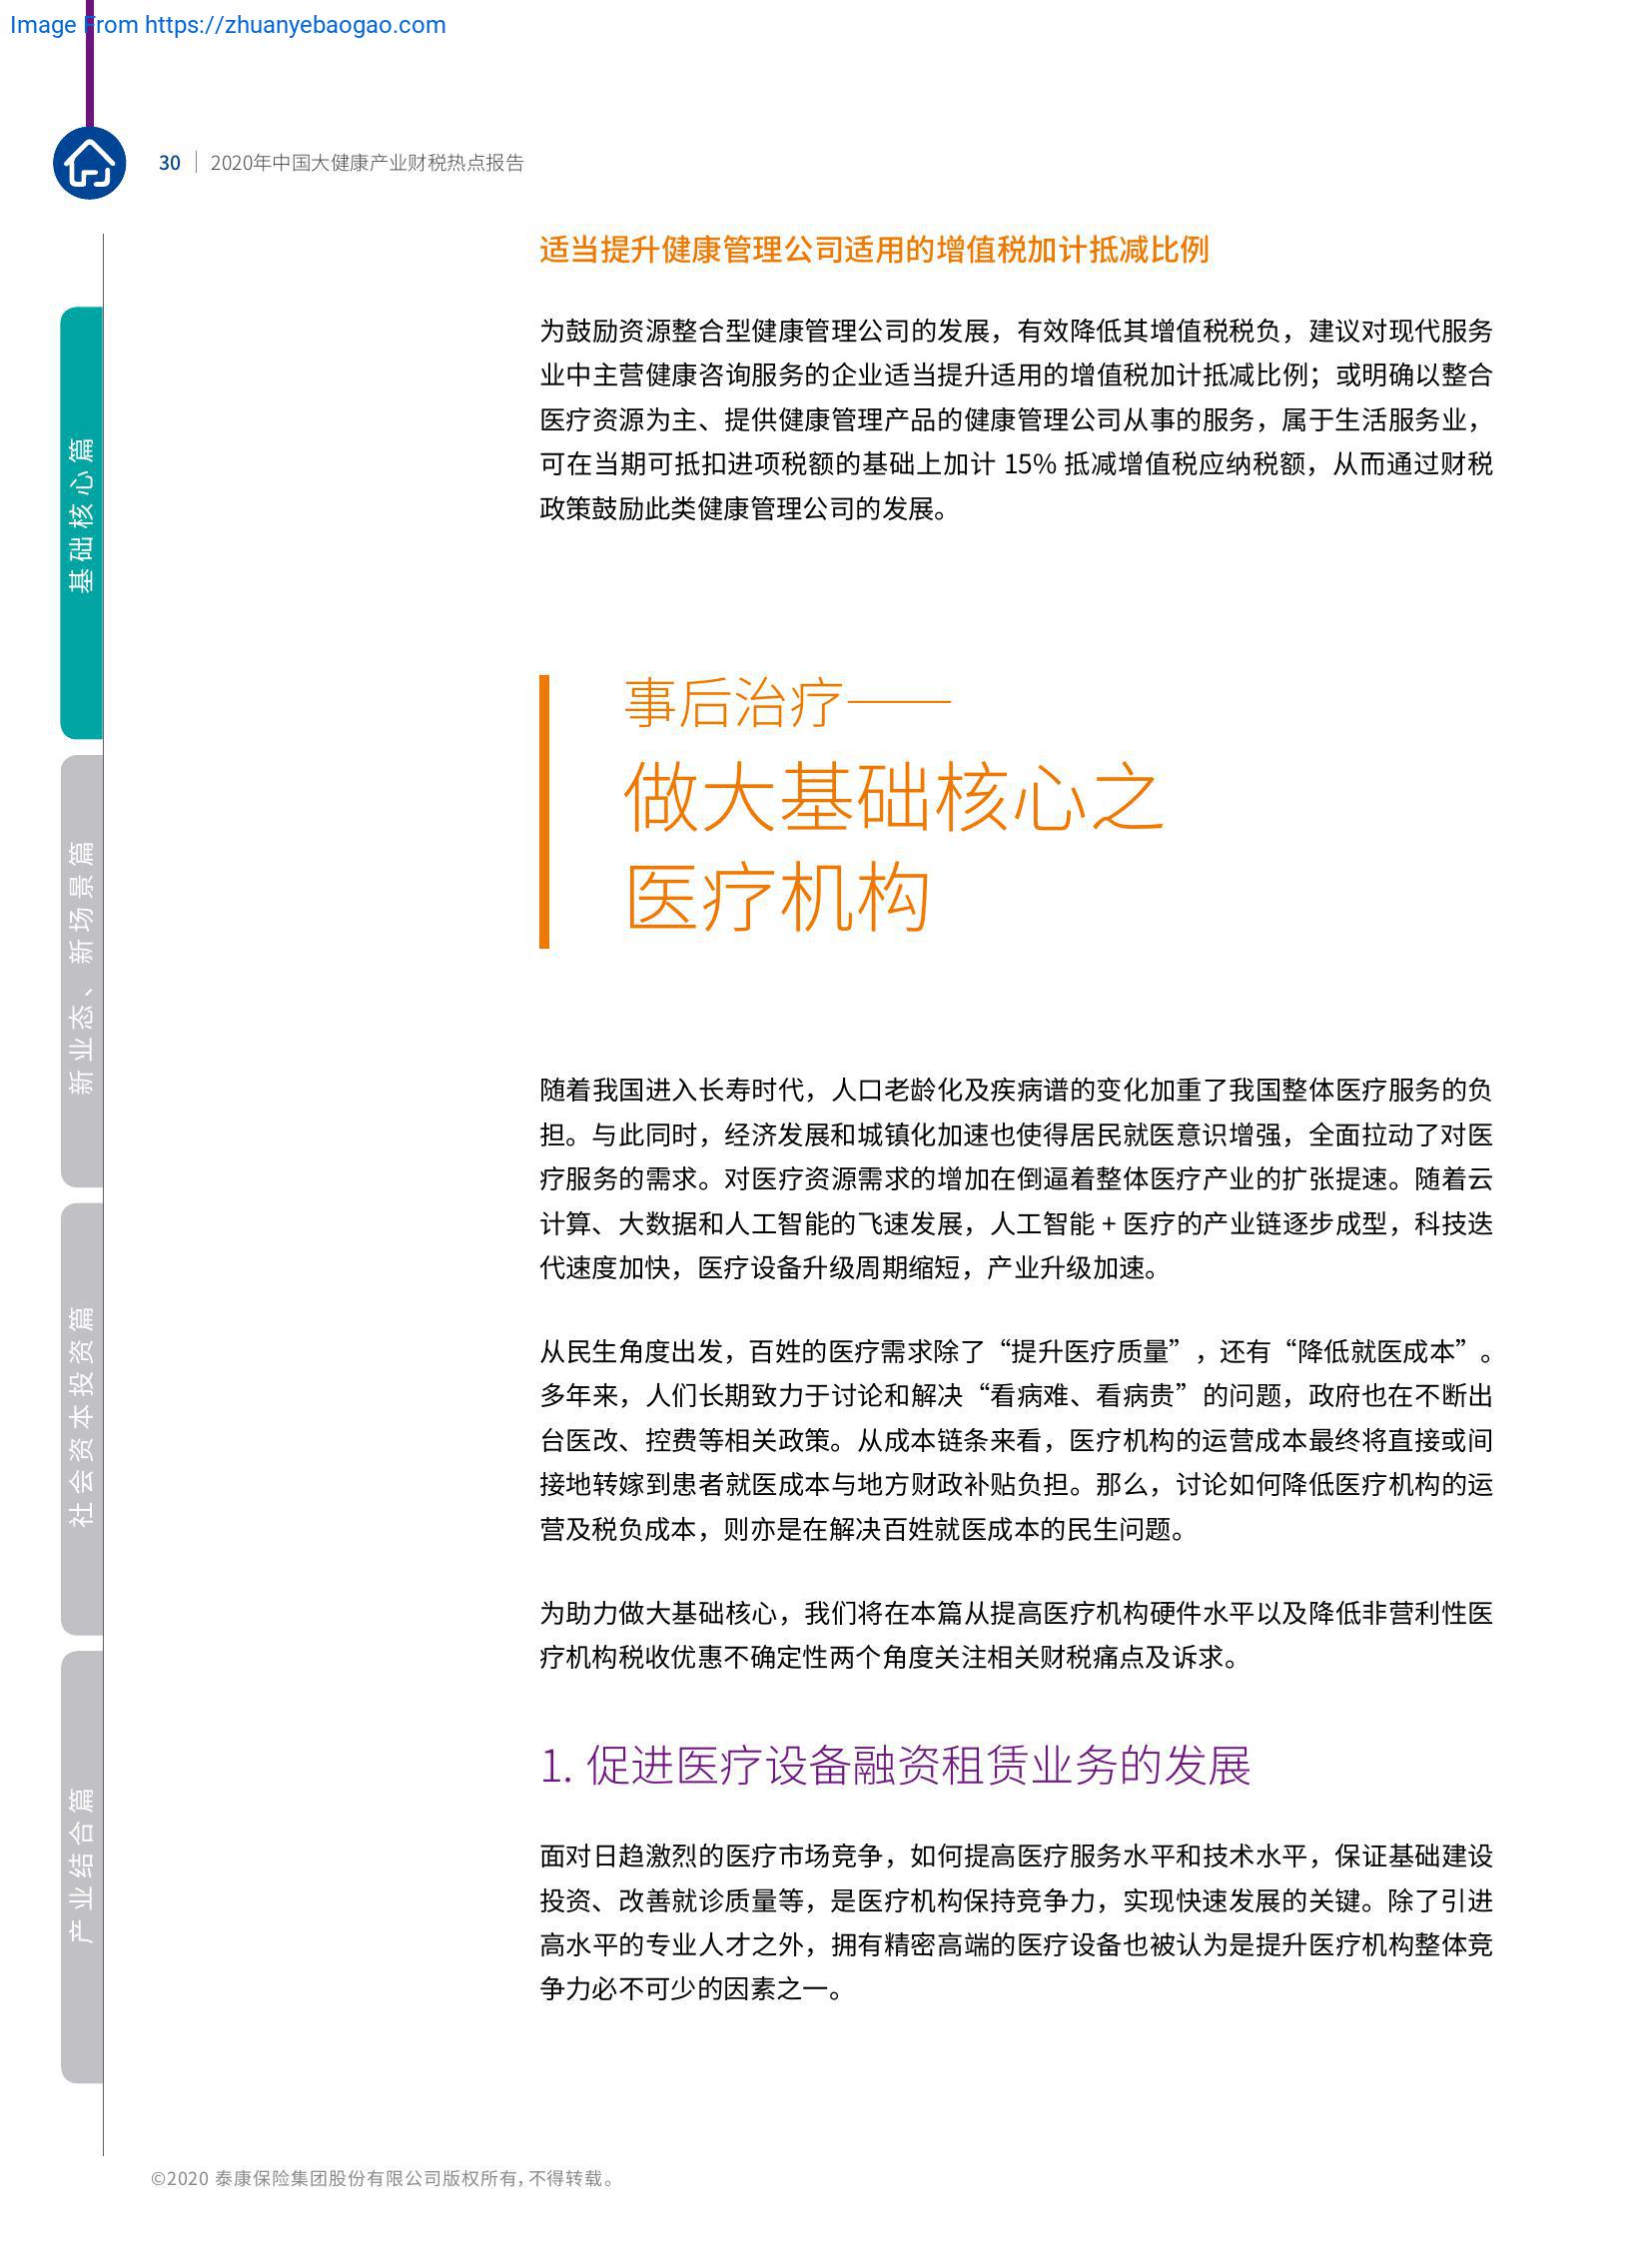 Image From https://zhuanyebaogao.com
30 | 2020年中国大健康产业财税热点报告
适当提升健康管理公司适用的增值税加计抵减比例
为鼓励资源整合型健康管理公司的发展，有效降低其增值税税负，建议对现代服务
业中主营健康咨询服务的企业适当提升适用的增值税加计抵减比例；或明确以整合
医疗资源为主、提供健康管理产品的健康管理公司从事的服务，属于生活服务业，
可在当期可抵扣进项税额的基础上加计 15% 抵减增值税应纳税额，从而通过财税
政策鼓励此类健康管理公司的发展。
事后治疗——
做大基础核心之
医疗机构
随着我国进入长寿时代，人口老龄化及疾病谱的变化加重了我国整体医疗服务的负
担。与此同时，经济发展和城镇化加速也使得居民就医意识增强，全面拉动了对医
疗服务的需求。对医疗资源需求的增加在倒逼着整体医疗产业的扩张提速。随着云
计算、大数据和人工智能的飞速发展，人工智能 + 医疗的产业链逐步成型，科技迭
代速度加快，医疗设备升级周期缩短，产业升级加速。
从民生角度出发，百姓的医疗需求除了“提升医疗质量”，还有“降低就医成本”。
多年来，人们长期致力于讨论和解决“看病难、看病贵”的问题，政府也在不断出
台医改、控费等相关政策。从成本链条来看，医疗机构的运营成本最终将直接或间
接地转嫁到患者就医成本与地方财政补贴负担。那么，讨论如何降低医疗机构的运
营及税负成本，则亦是在解决百姓就医成本的民生问题。
为助力做大基础核心，我们将在本篇从提高医疗机构硬件水平以及降低非营利性医
疗机构税收优惠不确定性两个角度关注相关财税痛点及诉求。
1. 促进医疗设备融资租赁业务的发展
面对日趋激烈的医疗市场竞争，如何提高医疗服务水平和技术水平，保证基础建设
投资、改善就诊质量等，是医疗机构保持竞争力，实现快速发展的关键。除了引进
高水平的专业人才之外，拥有精密高端的医疗设备也被认为是提升医疗机构整体竞
争力必不可少的因素之一。
基础核心篇
新业态、新场景篇
社会资本投资篇
产业结合篇
©2020 泰康保险集团股份有限公司版权所有，不得转载。